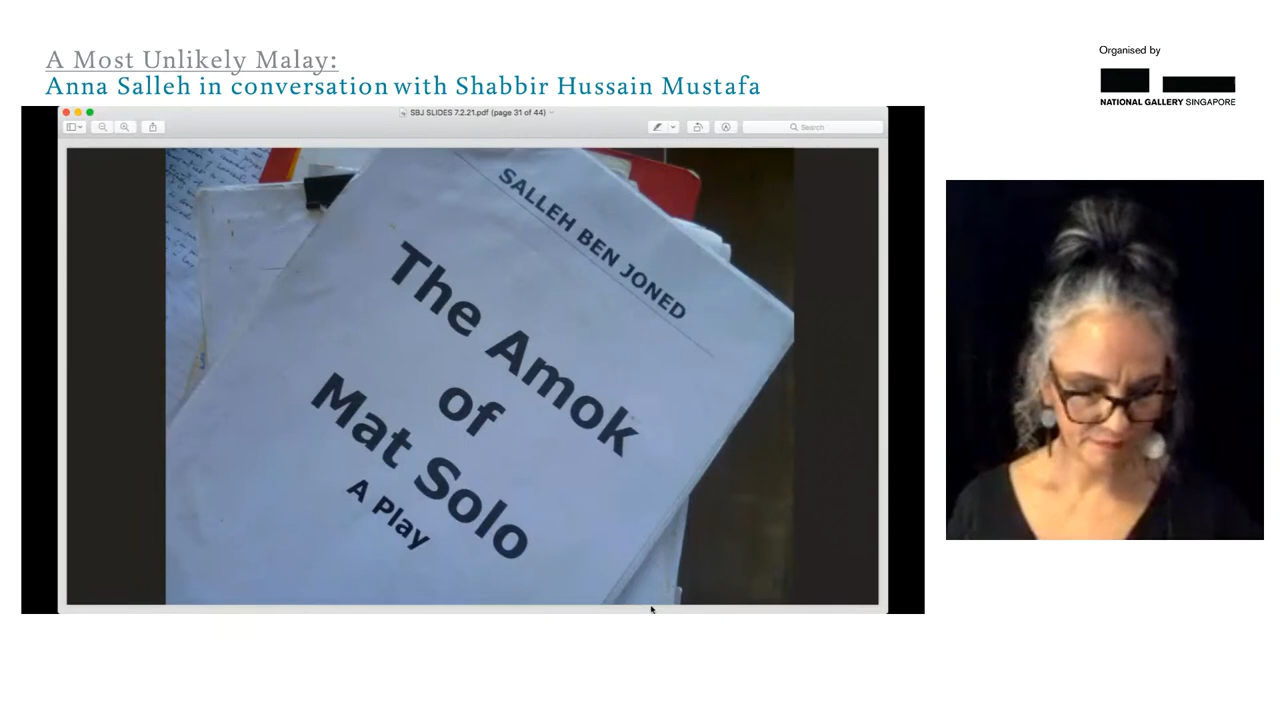 A Most Unlikely Malay:
Anna Salleh in conversation with Shabbir Hussain Mustafa
Organised by
NATIONAL GALLERY SINGAPORE
SBJ SLIDES 7.2.21.pdf (page 31 of 44)
Search
SALLEH BEN JONED
The Amok
of
Mat Solo
A Play